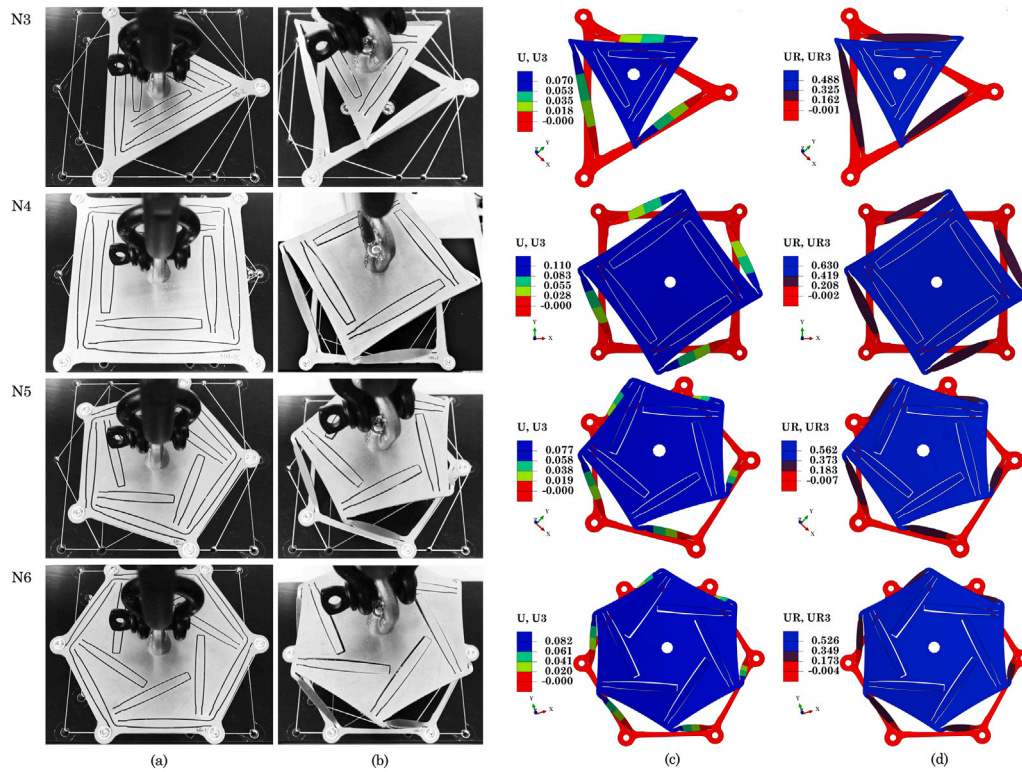 N3
U, U3
0.070
0.053
0.035
0.018
-0.000
Y
Z
X
UR, UR3
0.488
0.325
0.162
-0.001
Y
Z
X
N4
U, U3
0.110
0.083
0.055
0.028
-0.000
Y
Z
X
UR, UR3
0.630
0.419
0.208
-0.002
Y
Z
X
N5
U, U3
0.077
0.058
0.038
0.019
-0.000
Y
Z
X
UR, UR3
0.562
0.373
0.183
-0.007
Y
Z
X
N6
U, U3
0.082
0.061
0.041
0.020
-0.000
Y
Z
X
UR, UR3
0.526
0.349
0.173
-0.004
Y
Z
X
(a) (b) (c) (d)